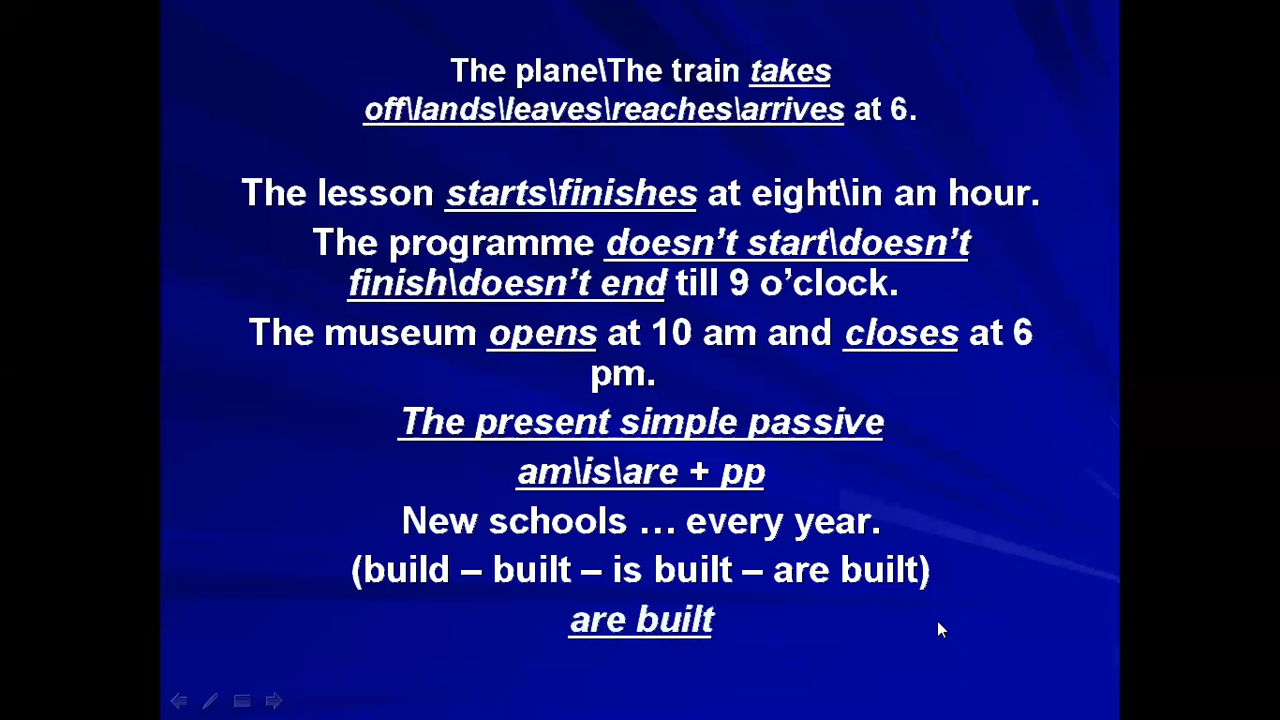 The plane\The train takes
off\lands\leaves\reaches\arrives at 6.
The lesson starts\finishes at eight\in an hour.
The programme doesn’t start\doesn’t
finish\doesn’t end till 9 o’clock.
The museum opens at 10 am and closes at 6
pm.
The present simple passive
am\is\are + pp
New schools … every year.
(build – built – is built – are built)
are built